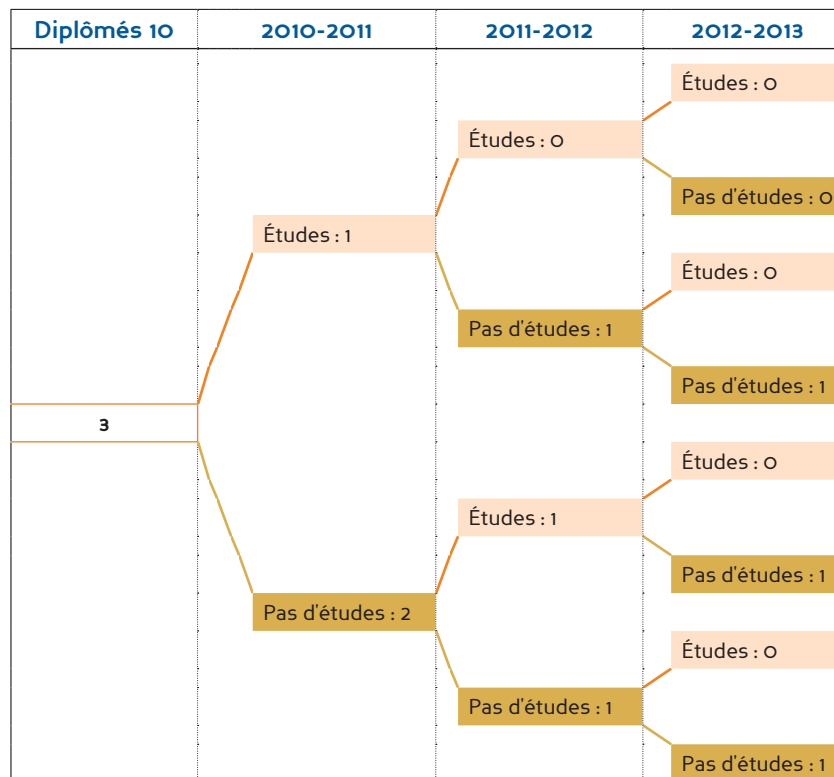 Diplômés 10 2010-2011 2011-2012 2012-2013
Études : 0
Études : 0
Pas d'études : 0
Études : 1
Études : 0
Pas d'études : 1
Pas d'études : 1
3
Études : 0
Études : 1
Pas d'études : 1
Pas d'études : 2
Études : 0
Pas d'études : 1
Pas d'études : 1